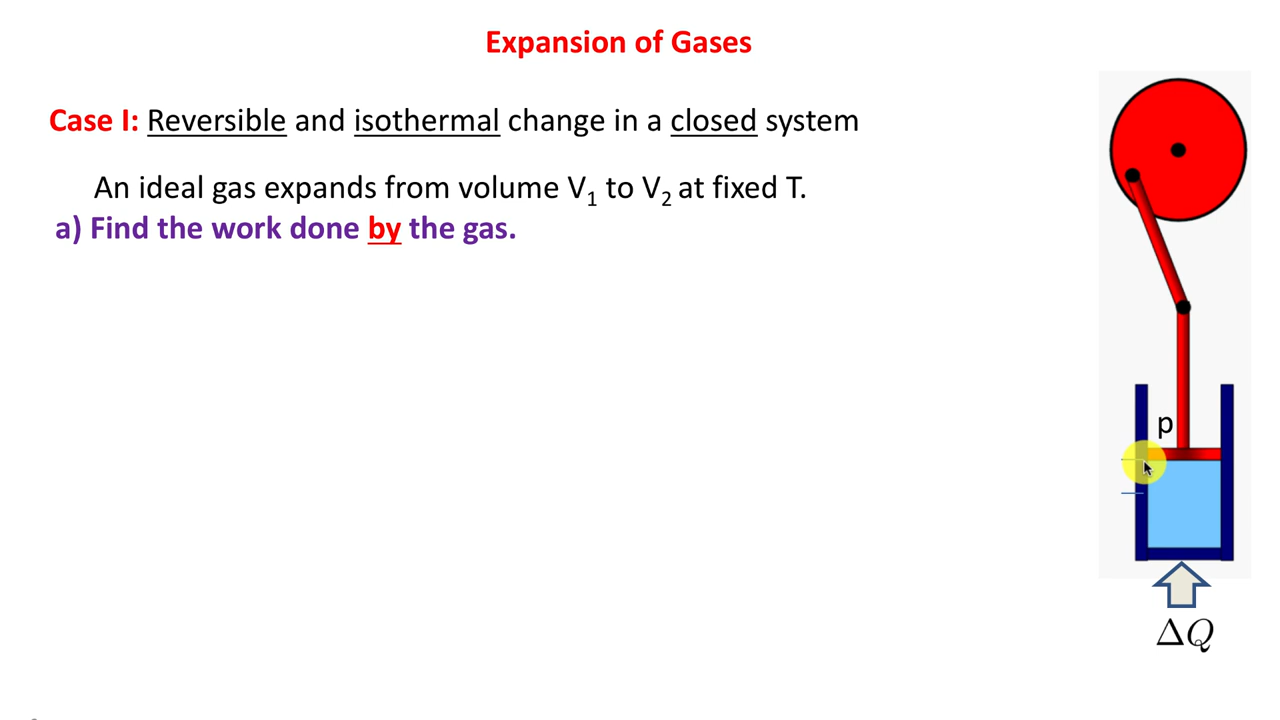 Expansion of Gases
Case I: Reversible and isothermal change in a closed system
An ideal gas expands from volume V₁ to V₂ at fixed T.
a) Find the work done by the gas.
p
ΔQ